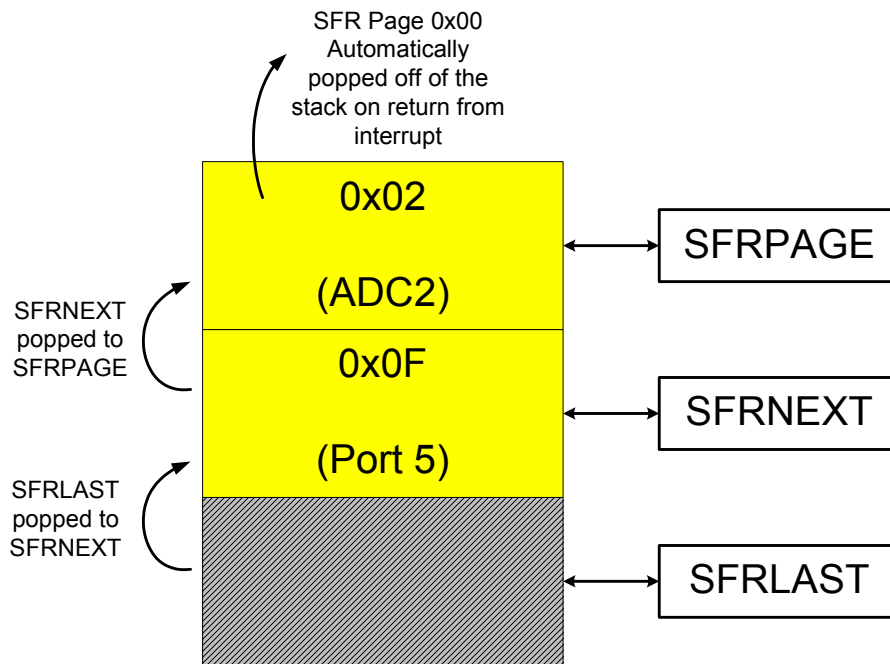 SFR Page 0x00
Automatically
popped off of the
stack on return from
interrupt
0x02
(ADC2)
SFRPAGE
SFRNEXT
popped to
SFRPAGE
0x0F
(Port 5)
SFRNEXT
SFRLAST
popped to
SFRNEXT
SFRLAST